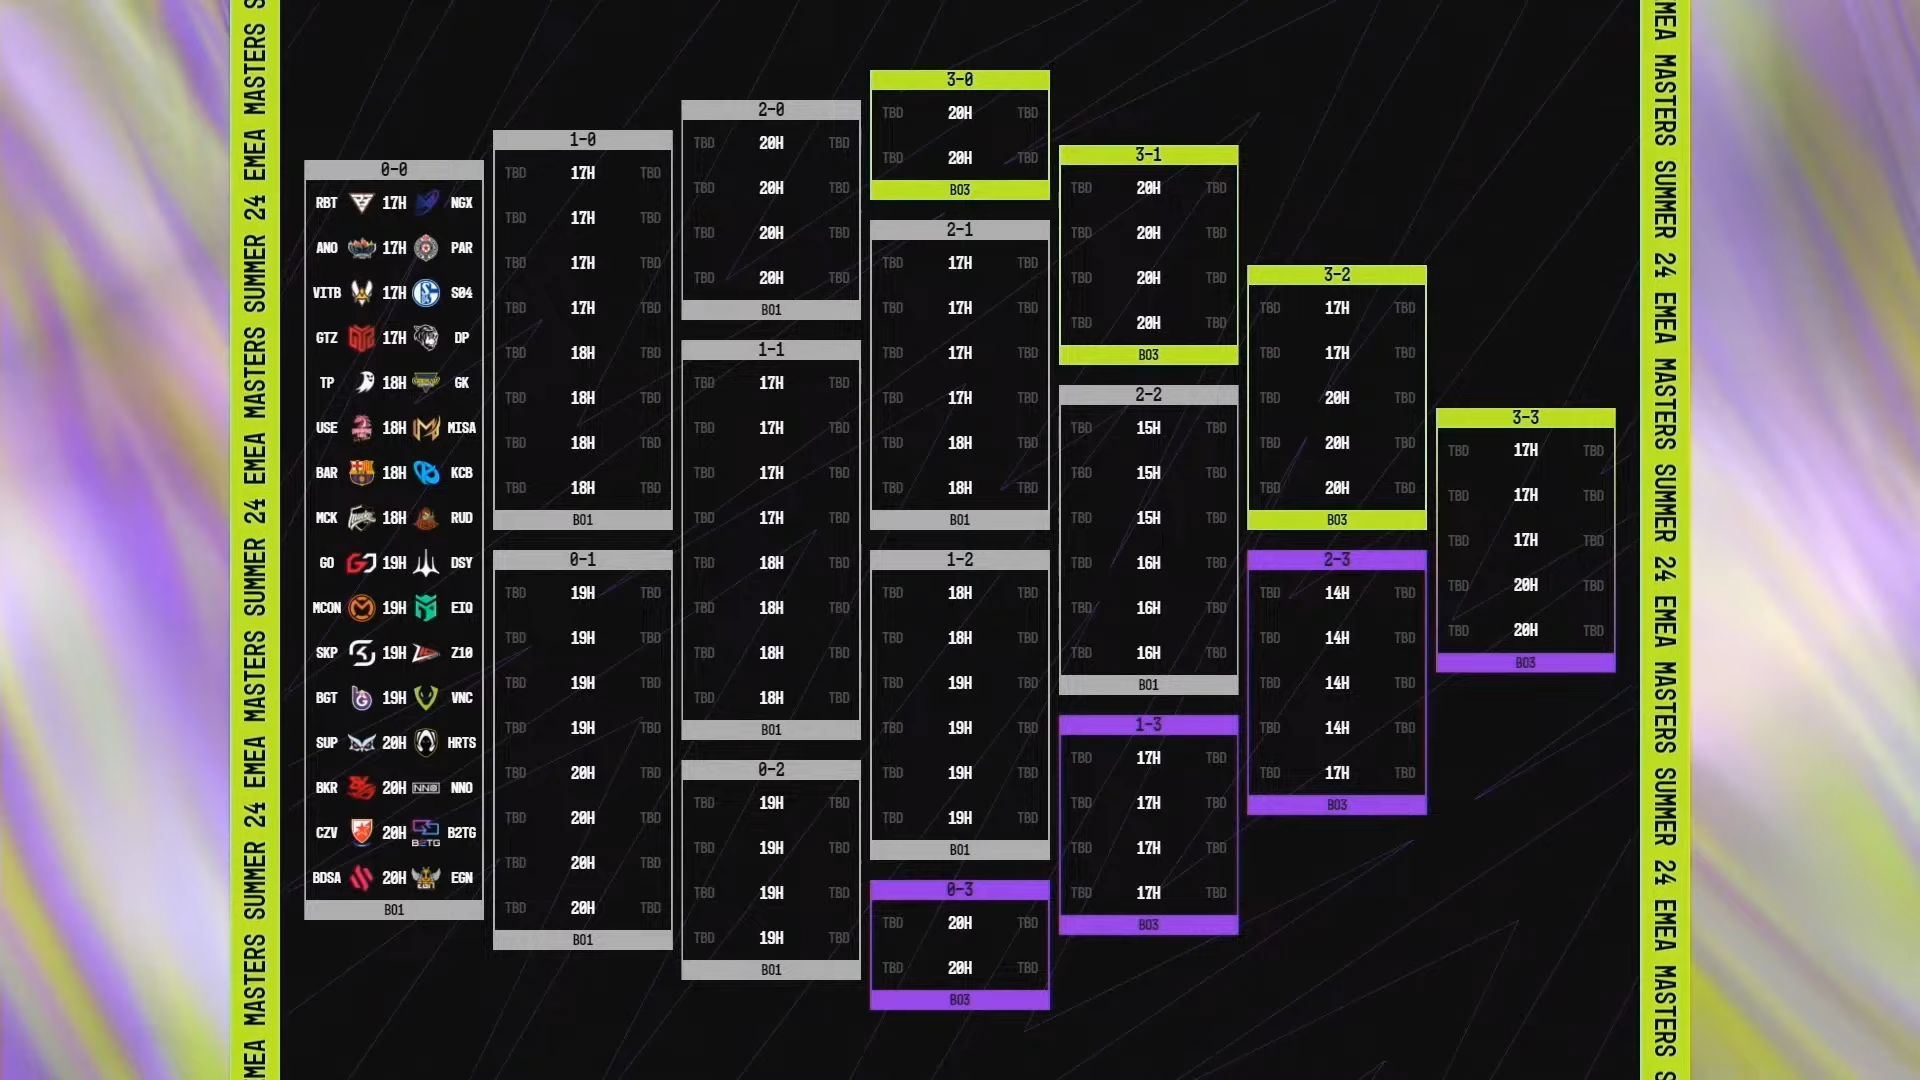 EMEA MASTERS SUMMER 24 EMEA MASTERS SUMMER 24 EMEA MASTERS SUMMER 24 EMEA MASTERS
0-0
RBT 17H NGX
ANO 17H PAR
VITB 17H S04
GTZ 17H DP
TP 18H GK
USE 18H MISA
BAR 18H KCB
MCK 18H RUD
GO 19H DSY
MCON 19H EIQ
SKP 19H Z10
BGT 19H VNC
SUP 20H HRTS
BKR 20H NNO
CZV 20H B2TG
BDSA 20H EGN
BO1
1-0
TBD 17H TBD
TBD 17H TBD
TBD 17H TBD
TBD 17H TBD
TBD 18H TBD
TBD 18H TBD
TBD 18H TBD
TBD 18H TBD
BO1
0-1
TBD 19H TBD
TBD 19H TBD
TBD 19H TBD
TBD 19H TBD
TBD 20H TBD
TBD 20H TBD
TBD 20H TBD
TBD 20H TBD
BO1
2-0
TBD 20H TBD
TBD 20H TBD
TBD 20H TBD
TBD 20H TBD
BO1
1-1
TBD 17H TBD
TBD 17H TBD
TBD 17H TBD
TBD 17H TBD
TBD 18H TBD
TBD 18H TBD
TBD 18H TBD
TBD 18H TBD
BO1
0-2
TBD 19H TBD
TBD 19H TBD
TBD 19H TBD
TBD 19H TBD
BO1
3-0
TBD 20H TBD
TBD 20H TBD
BO3
2-1
TBD 17H TBD
TBD 17H TBD
TBD 17H TBD
TBD 17H TBD
TBD 18H TBD
TBD 18H TBD
BO1
1-2
TBD 18H TBD
TBD 18H TBD
TBD 19H TBD
TBD 19H TBD
TBD 19H TBD
TBD 19H TBD
BO1
0-3
TBD 20H TBD
TBD 20H TBD
BO3
3-1
TBD 20H TBD
TBD 20H TBD
TBD 20H TBD
TBD 20H TBD
BO3
2-2
TBD 15H TBD
TBD 15H TBD
TBD 15H TBD
TBD 16H TBD
TBD 16H TBD
TBD 16H TBD
BO1
1-3
TBD 17H TBD
TBD 17H TBD
TBD 17H TBD
TBD 17H TBD
BO3
3-2
TBD 17H TBD
TBD 17H TBD
TBD 20H TBD
TBD 20H TBD
TBD 20H TBD
BO3
2-3
TBD 14H TBD
TBD 14H TBD
TBD 14H TBD
TBD 14H TBD
TBD 17H TBD
BO3
3-3
TBD 17H TBD
TBD 17H TBD
TBD 17H TBD
TBD 20H TBD
TBD 20H TBD
BO3
EMEA MASTERS SUMMER 24 EMEA MASTERS SUMMER 24 EMEA MASTERS SUMMER 24 EMEA MASTERS